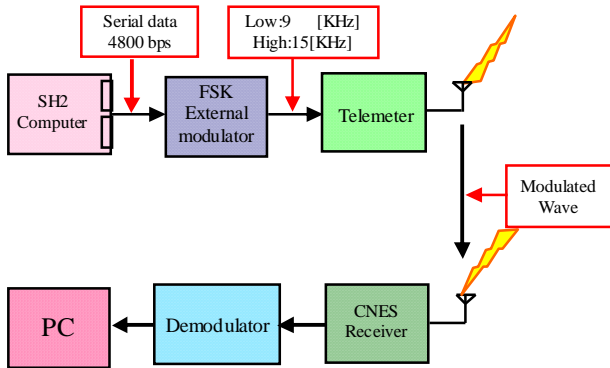 Serial data
4800 bps
Low:9 [KHz]
High:15[KHz]
SH2
Computer
FSK
External
modulator
Telemeter
Modulated
Wave
PC
Demodulator
CNES
Receiver